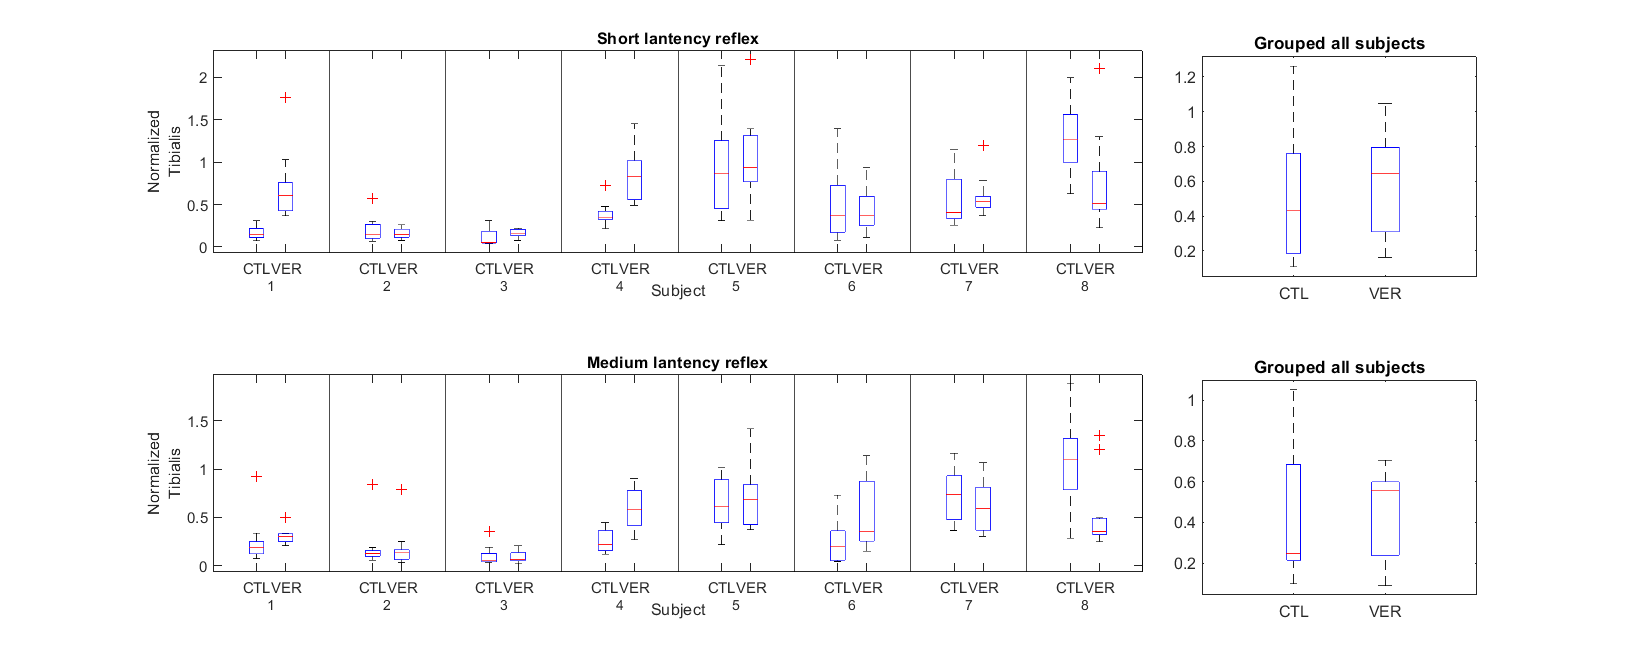 Short lantency reflex
Normalized
Tibialis
2
1.5
1
0.5
0
CTLVER CTLVER CTLVER CTLVER CTLVER CTLVER CTLVER CTLVER
1 2 3 4 5 6 7 8
Subject
Grouped all subjects
1.2
1
0.8
0.6
0.4
0.2
CTL VER
Medium lantency reflex
Normalized
Tibialis
1.5
1
0.5
0
CTLVER CTLVER CTLVER CTLVER CTLVER CTLVER CTLVER CTLVER
1 2 3 4 5 6 7 8
Subject
Grouped all subjects
1
0.8
0.6
0.4
0.2
CTL VER